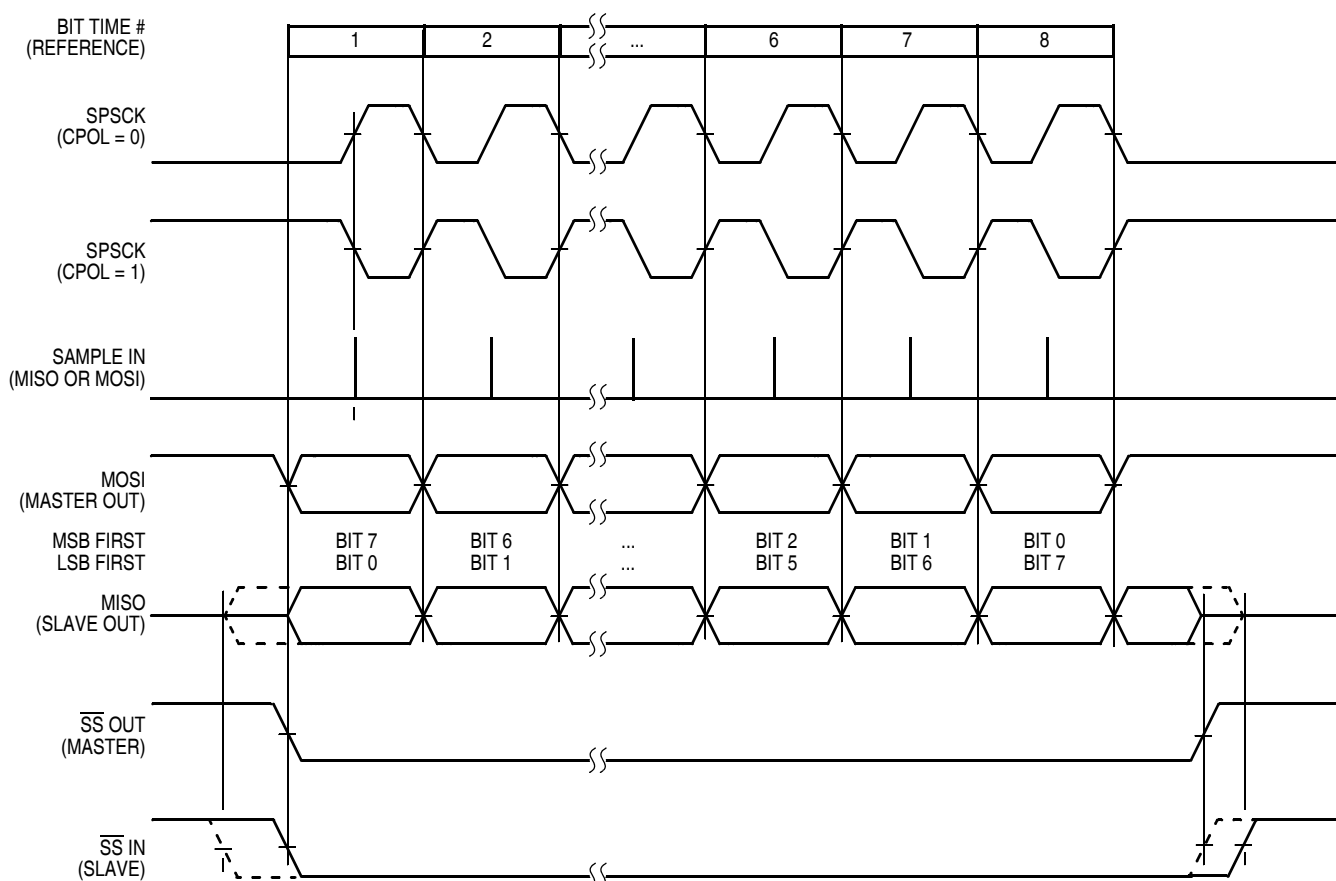 BIT TIME #
(REFERENCE)
1 2 ... 6 7 8
SPSCK
(CPOL = 0)
SPSCK
(CPOL = 1)
SAMPLE IN
(MISO OR MOSI)
MOSI
(MASTER OUT)
MSB FIRST BIT 7 BIT 6 ... BIT 2 BIT 1 BIT 0
LSB FIRST BIT 0 BIT 1 ... BIT 5 BIT 6 BIT 7
MISO
(SLAVE OUT)
S̅S̅ OUT
(MASTER)
S̅S̅ IN
(SLAVE)